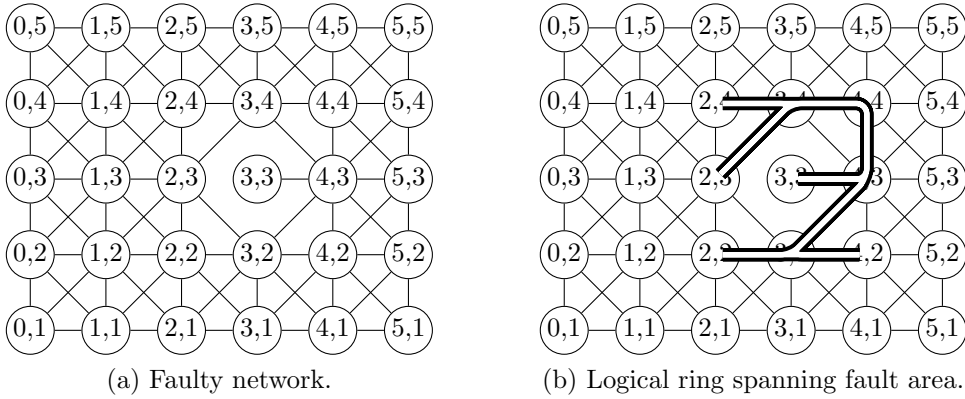 0,5 1,5 2,5 3,5 4,5 5,5 0,5 1,5 2,5 3,5 4,5 5,5
0,4 1,4 2,4 3,4 4,4 5,4 0,4 1,4 2,4 5,4
0,3 1,3 2,3 3,3 4,3 5,3 0,3 1,3 5,3
0,2 1,2 2,2 3,2 4,2 5,2 0,2 1,2 4,2 5,2
0,1 1,1 2,1 3,1 4,1 5,1 0,1 1,1 2,1 3,1 4,1 5,1
(a) Faulty network. (b) Logical ring spanning fault area.